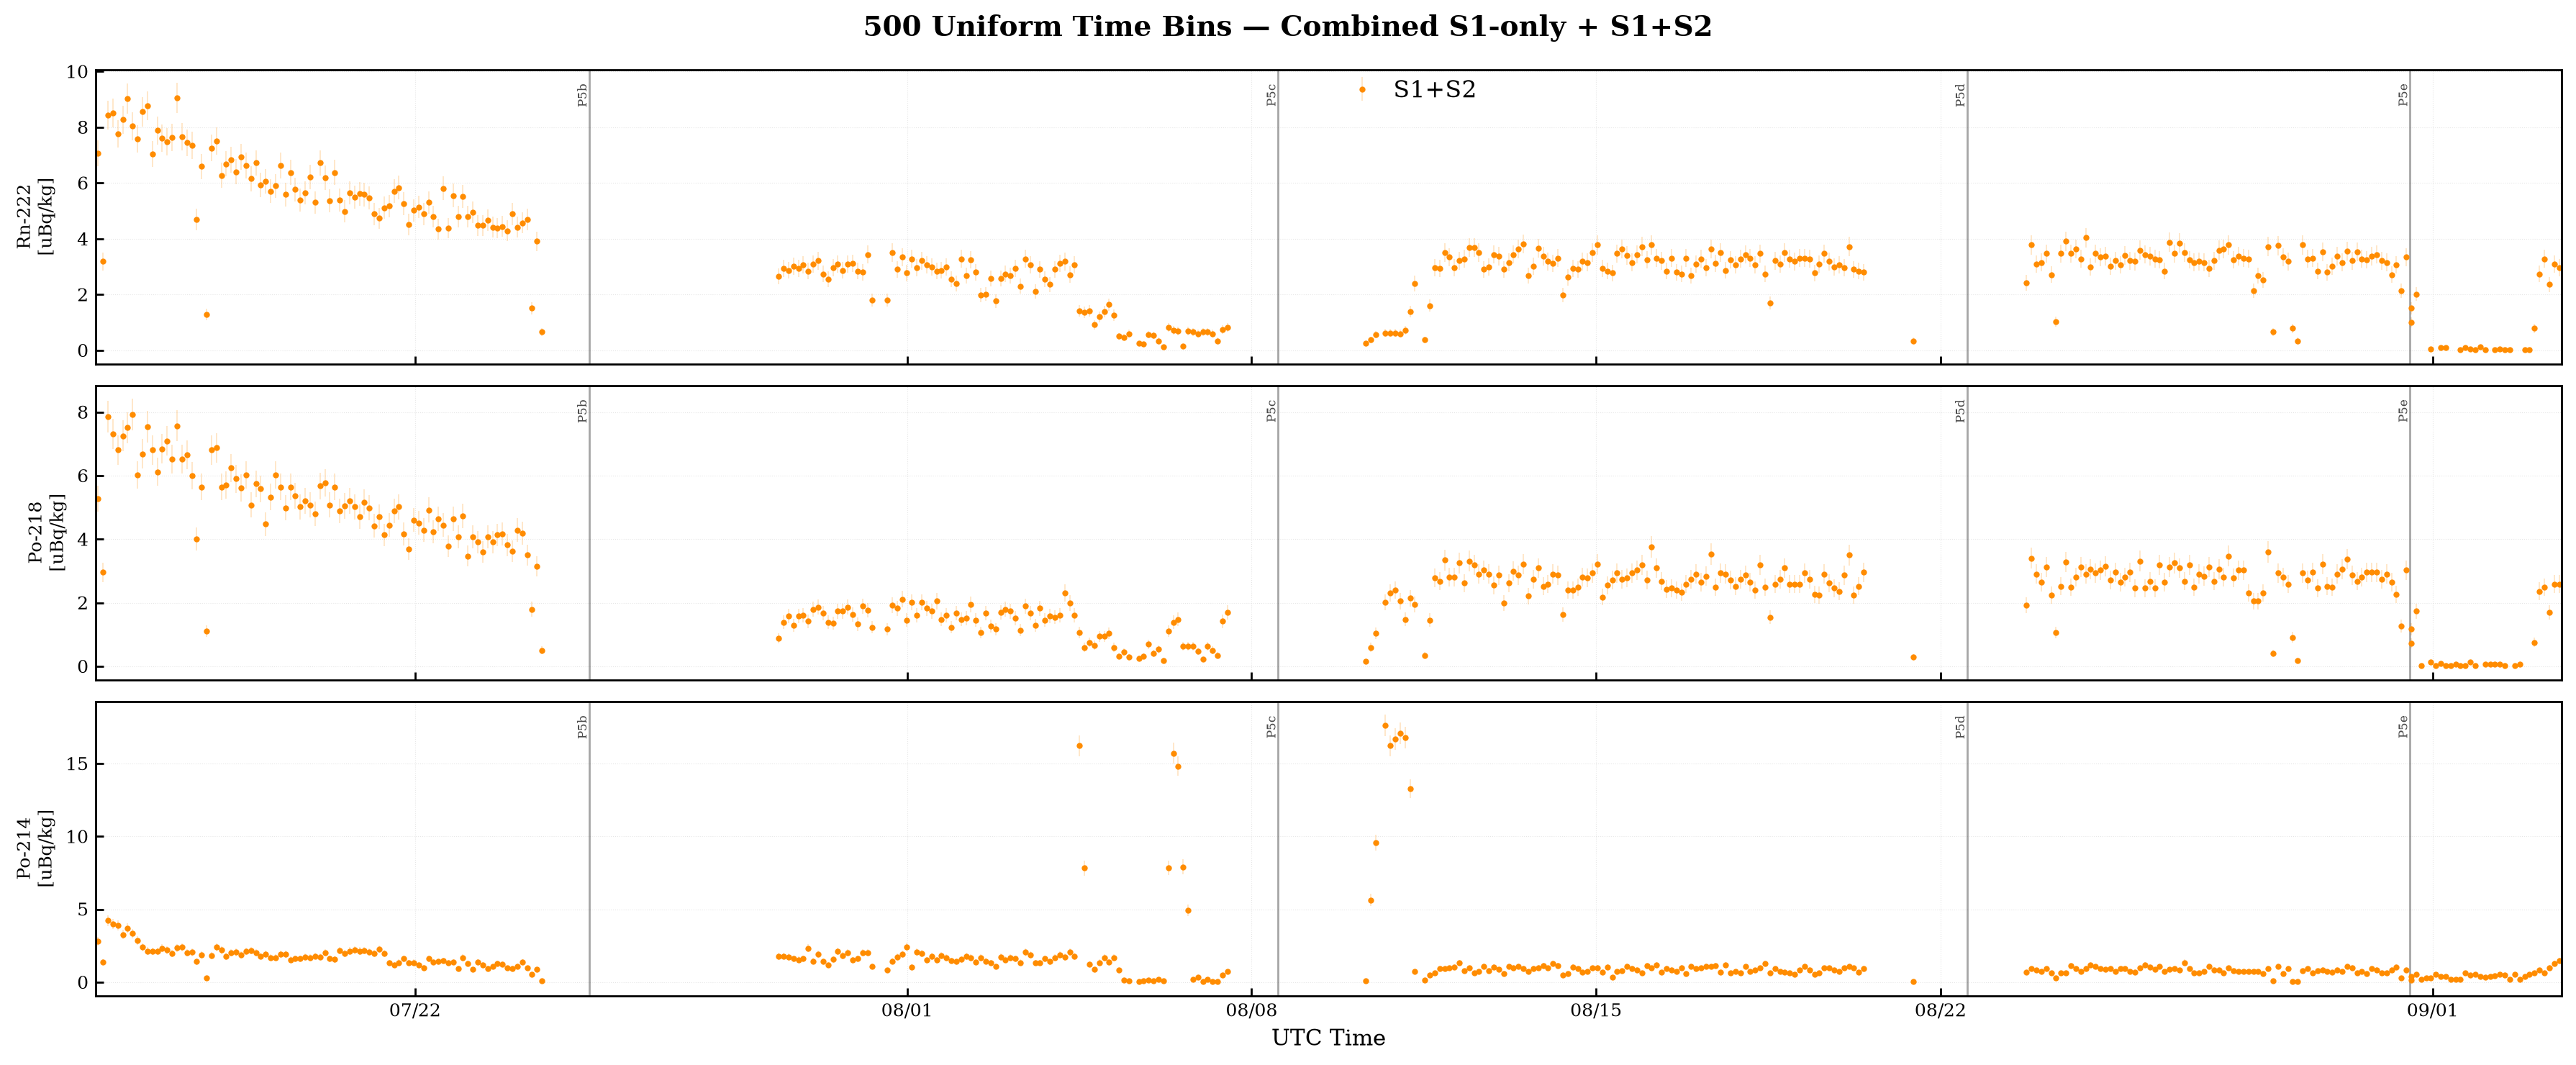 500 Uniform Time Bins — Combined S1-only + S1+S2
10
8
6
4
2
0
Rn-222
[uBq/kg]
P5b
P5c
P5d
P5e
S1+S2
8
6
4
2
0
Po-218
[uBq/kg]
P5b
P5c
P5d
P5e
15
10
5
0
Po-214
[uBq/kg]
P5b
P5c
P5d
P5e
07/22
08/01
08/08
08/15
08/22
09/01
UTC Time